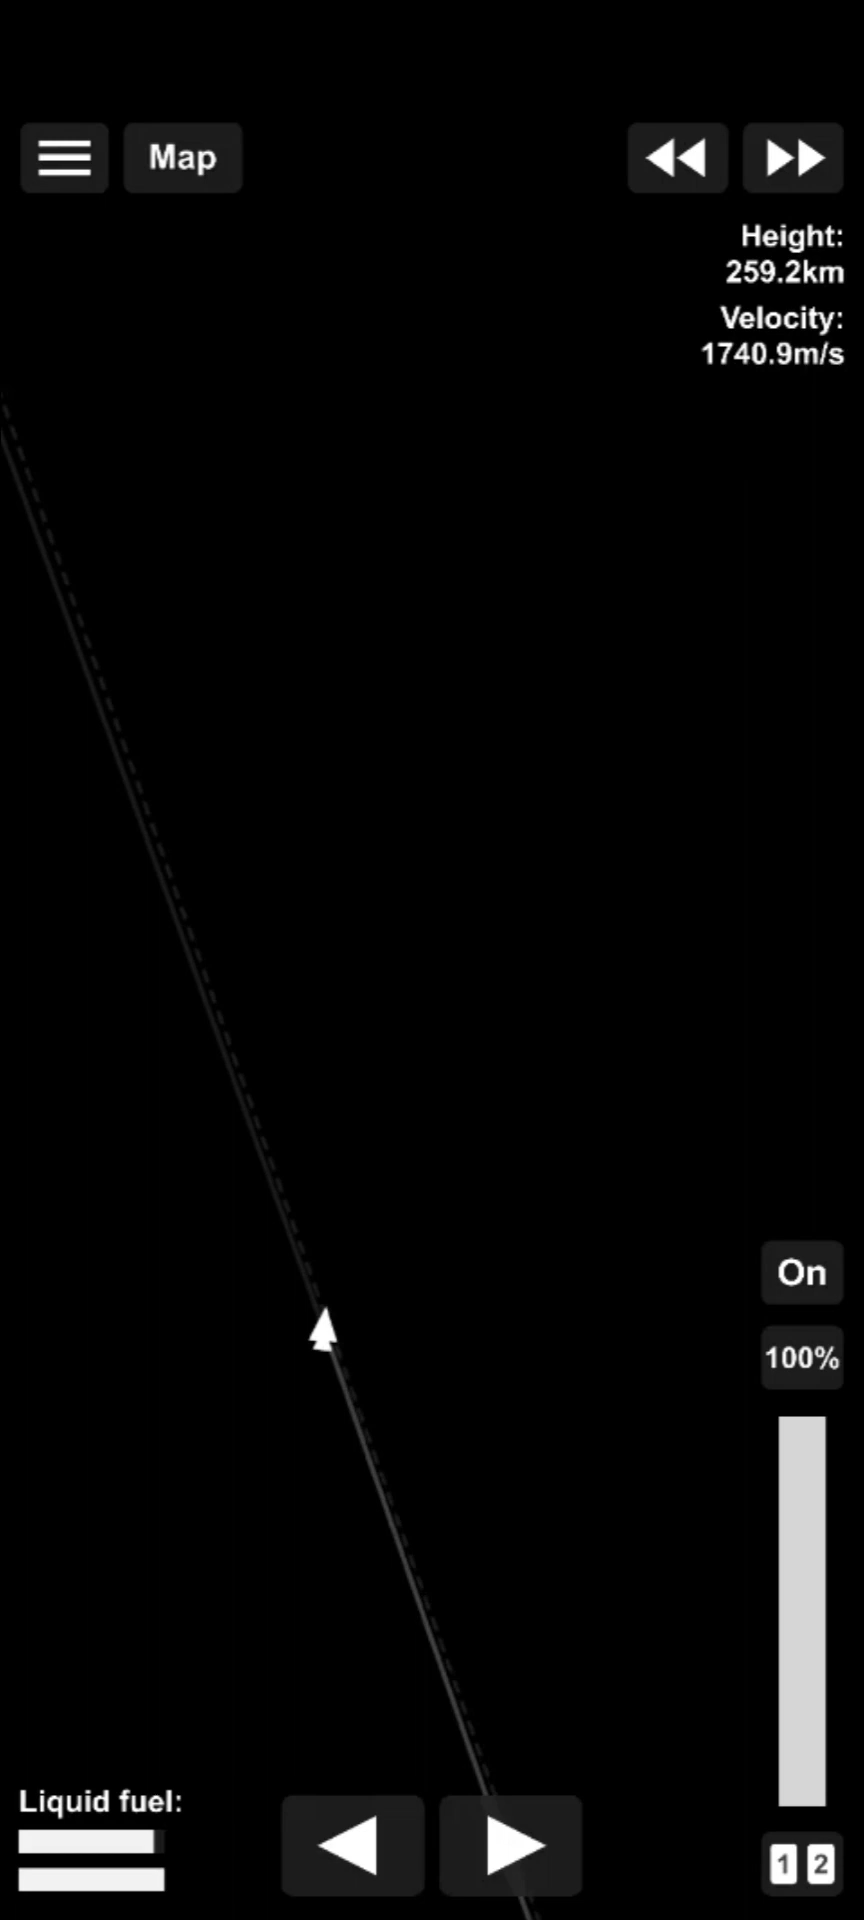 Map
Height:
259.2km
Velocity:
1740.9m/s
On
100%
Liquid fuel:
1 2